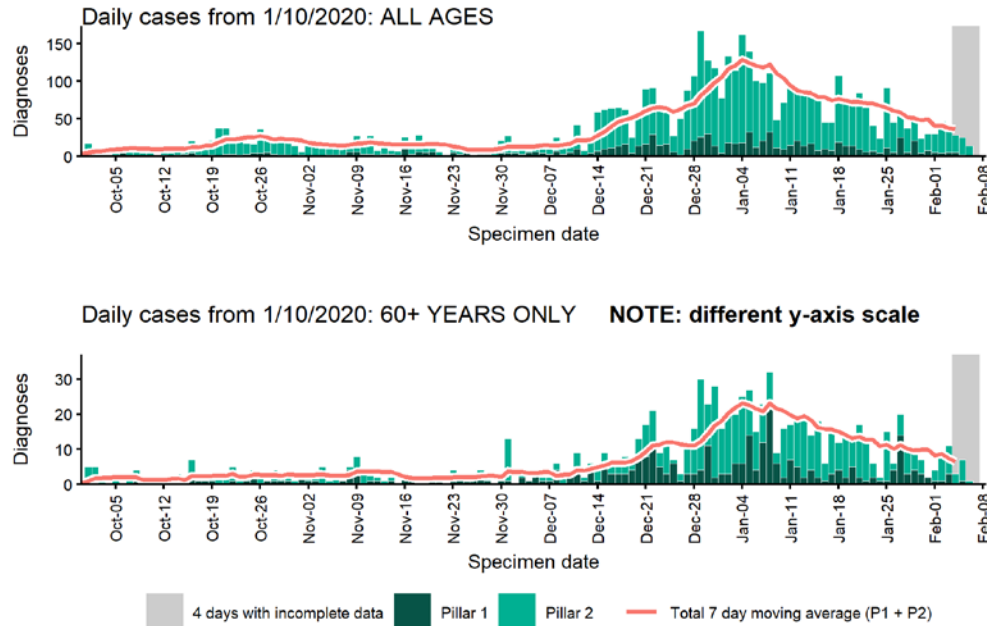 Daily cases from 1/10/2020: ALL AGES
Diagnoses
150
100
50
0
Oct-05
Oct-12
Oct-19
Oct-26
Nov-02
Nov-09
Nov-16
Nov-23
Nov-30
Dec-07
Dec-14
Dec-21
Dec-28
Jan-04
Jan-11
Jan-18
Jan-25
Feb-01
Feb-08
Specimen date
Daily cases from 1/10/2020: 60+ YEARS ONLY NOTE: different y-axis scale
Diagnoses
30
20
10
0
Oct-05
Oct-12
Oct-19
Oct-26
Nov-02
Nov-09
Nov-16
Nov-23
Nov-30
Dec-07
Dec-14
Dec-21
Dec-28
Jan-04
Jan-11
Jan-18
Jan-25
Feb-01
Feb-08
Specimen date
4 days with incomplete data Pillar 1 Pillar 2 Total 7 day moving average (P1 + P2)